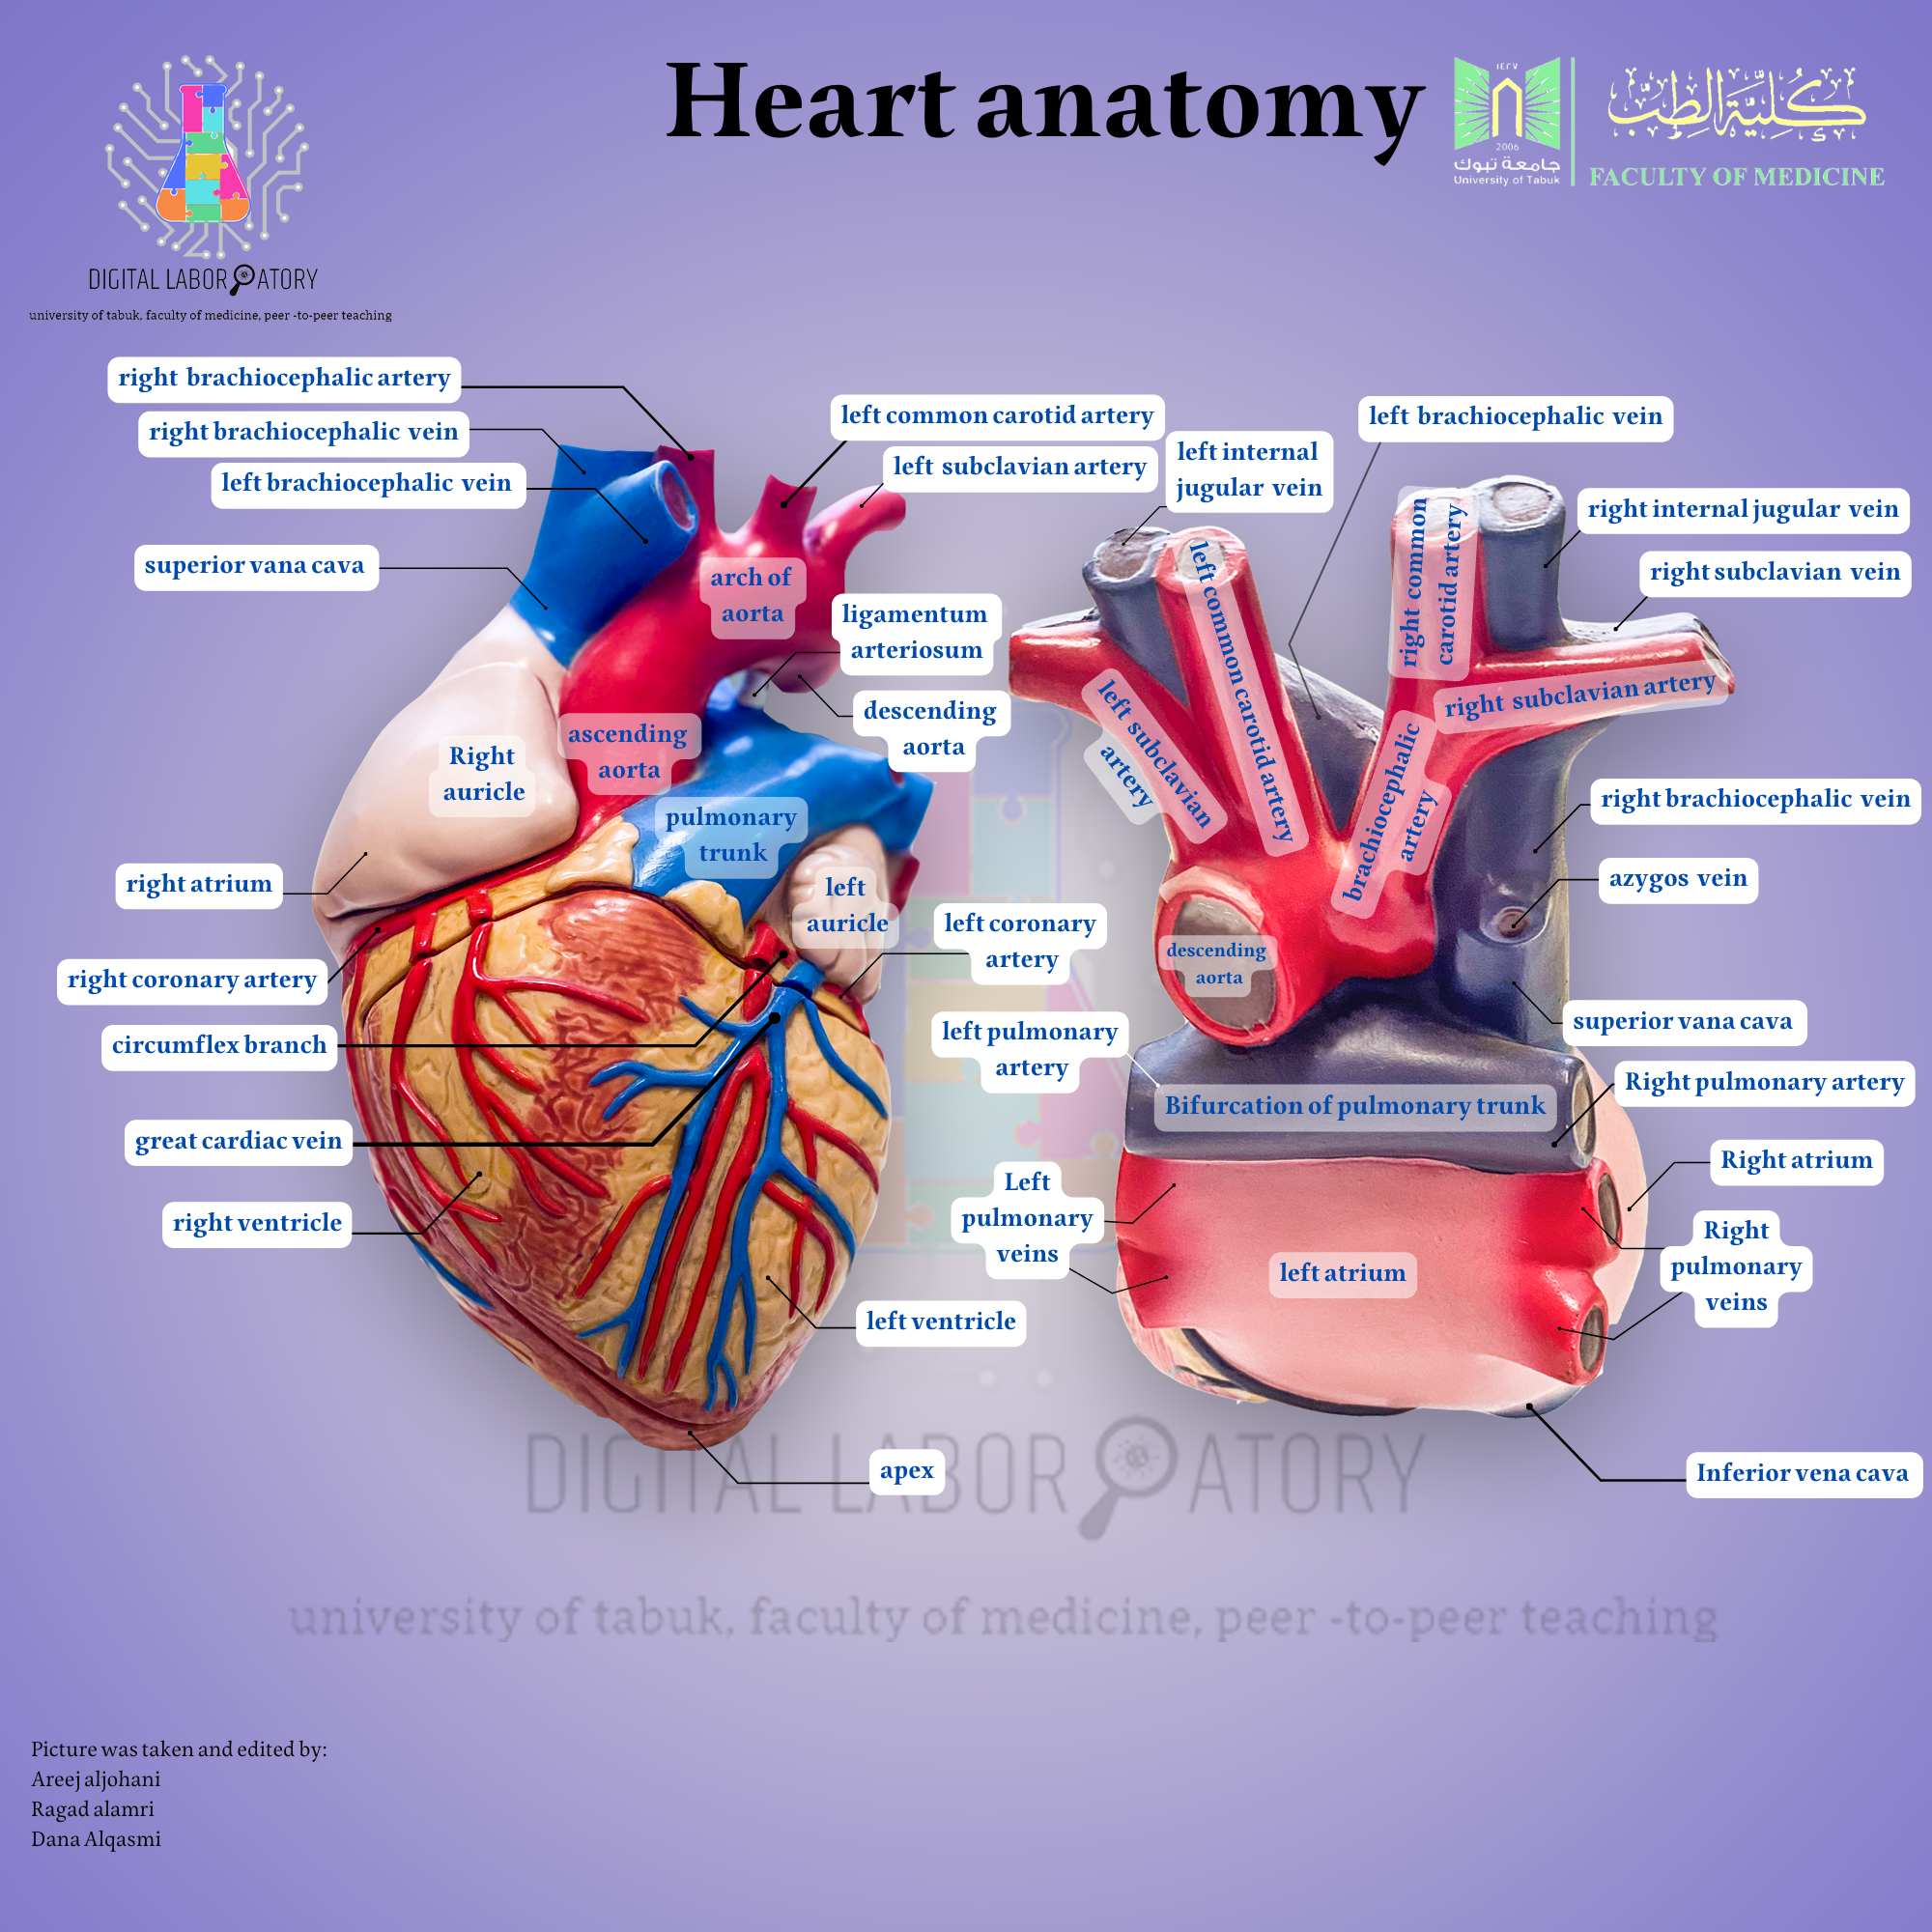 Heart anatomy
١٤٢٧
2006
جامعة تبوك
University of Tabuk
كلية الطب
FACULTY OF MEDICINE
DIGITAL LABORATORY
university of tabuk, faculty of medicine, peer -to-peer teaching
right brachiocephalic artery
right brachiocephalic vein
left brachiocephalic vein
superior vana cava
Right
auricle
right atrium
right coronary artery
circumflex branch
great cardiac vein
right ventricle
left common carotid artery
left subclavian artery
arch of
aorta
ligamentum
arteriosum
descending
aorta
ascending
aorta
pulmonary
trunk
left
auricle
left coronary
artery
left ventricle
apex
left internal
jugular vein
left brachiocephalic vein
right internal jugular vein
right subclavian vein
right common
carotid artery
left common carotid artery
right subclavian artery
left subclavian
artery
brachiocephalic
artery
right brachiocephalic vein
azygos vein
descending
aorta
superior vana cava
left pulmonary
artery
Bifurcation of pulmonary trunk
Right pulmonary artery
Right atrium
Left
pulmonary
veins
left atrium
Right
pulmonary
veins
Inferior vena cava
DIGITAL LABORATORY
university of tabuk, faculty of medicine, peer -to-peer teaching
Picture was taken and edited by:
Areej aljohani
Ragad alamri
Dana Alqasmi